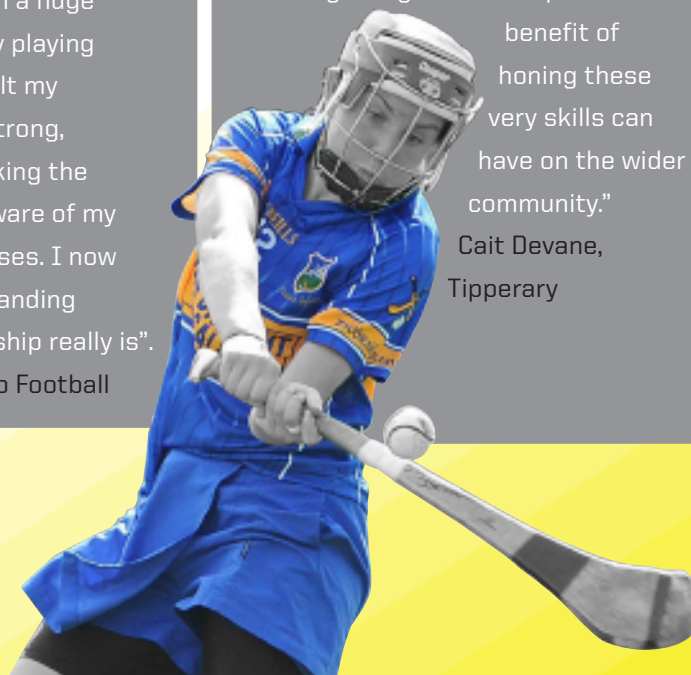 n a huge
playing
lt my
trong,
king the
ware of my
ses. I now
anding
ship really is”.
o Football
benefit of
honing these
very skills can
have on the wider
community.”
Cait Devane,
Tipperary